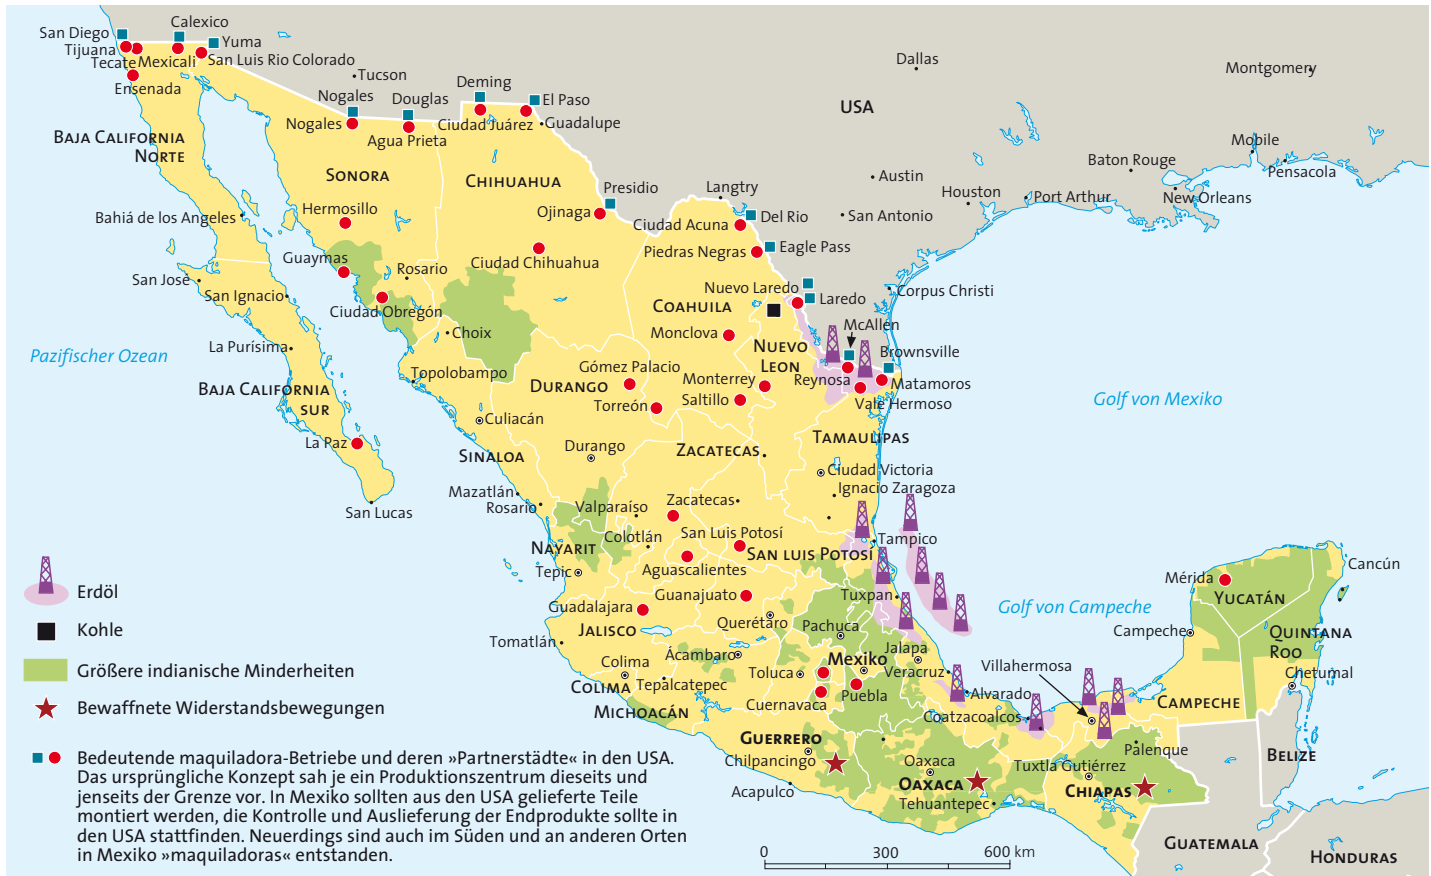 San Diego
Calexico
Yuma
Tijuana
Tecate
Mexicali
San Luis Rio Colorado
Ensenada
Tucson
Deming
Dallas
Montgomery
Nogales
Douglas
El Paso
USA
Nogales
Agua Prieta
Ciudad Juárez
Guadalupe
BAJA CALIFORNIA
NORTE
Mobile
Pensacola
Baton Rouge
SONORA
CHIHUAHUA
Presidio
Langtry
Austin
Houston
Port Arthur
New Orleans
Hermosillo
Bahiá de los Angeles
Ojinaga
Ciudad Acuna
Del Rio
San Antonio
Guaymas
Rosario
Ciudad Chihuahua
Piedras Negras
Eagle Pass
San José
San Ignacio
Ciudad Obregón
Nuevo Laredo
Laredo
Corpus Christi
COAHUILA
Choix
Monclova
McAllen
La Purísima
NUEVO
LEON
Brownsville
Pazifischer Ozean
Topolobampo
Gómez Palacio
DURANGO
Monterrey
Reynosa
Matamoros
BAJA CALIFORNIA
SUR
Saltillo
Torreón
Vale Hermoso
Golf von Mexiko
Culiacán
La Paz
Durango
SINALOA
ZACATECAS
TAMAULIPAS
Ciudad Victoria
Mazatlán
Rosario
San Lucas
Valparaíso
Zacatecas
Ignacio Zaragoza
Colotlán
San Luis Potosí
NAYARIT
SAN LUIS POTOSÍ
Tampico
Tepic
Aguascalientes
Cancún
Mérida
YUCATÁN
Erdöl
Guadalajara
Guanajuato
Tuxpan
Golf von Campeche
Kohle
JALISCO
Querétaro
Pachuca
Campeche
QUINTANA
ROO
Tomatlán
Ácambaro
Jalapa
Größere indianische Minderheiten
Colima
Mexiko
Villahermosa
Chetumal
Toluca
Veracruz
COLIMA
Tepalcatepec
Puebla
Alvarado
Bewaffnete Widerstandsbewegungen
MICHOACÁN
Cuernavaca
Coatzacoalcos
CAMPECHE
GUERRERO
Palenque
BELIZE
Chilpancingo
Oaxaca
Tuxtla Gutiérrez
OAXACA
CHIAPAS
Acapulco
Tehuantepec
Bedeutende maquiladora-Betriebe und deren »Partnerstädte« in den USA.
Das ursprüngliche Konzept sah je ein Produktionszentrum dieseits und
jenseits der Grenze vor. In Mexiko sollten aus den USA gelieferte Teile
montiert werden, die Kontrolle und Auslieferung der Endprodukte sollte in
den USA stattfinden. Neuerdings sind auch im Süden und an anderen Orten
in Mexiko »maquiladoras« entstanden.
GUATEMALA
HONDURAS
0 300 600 km